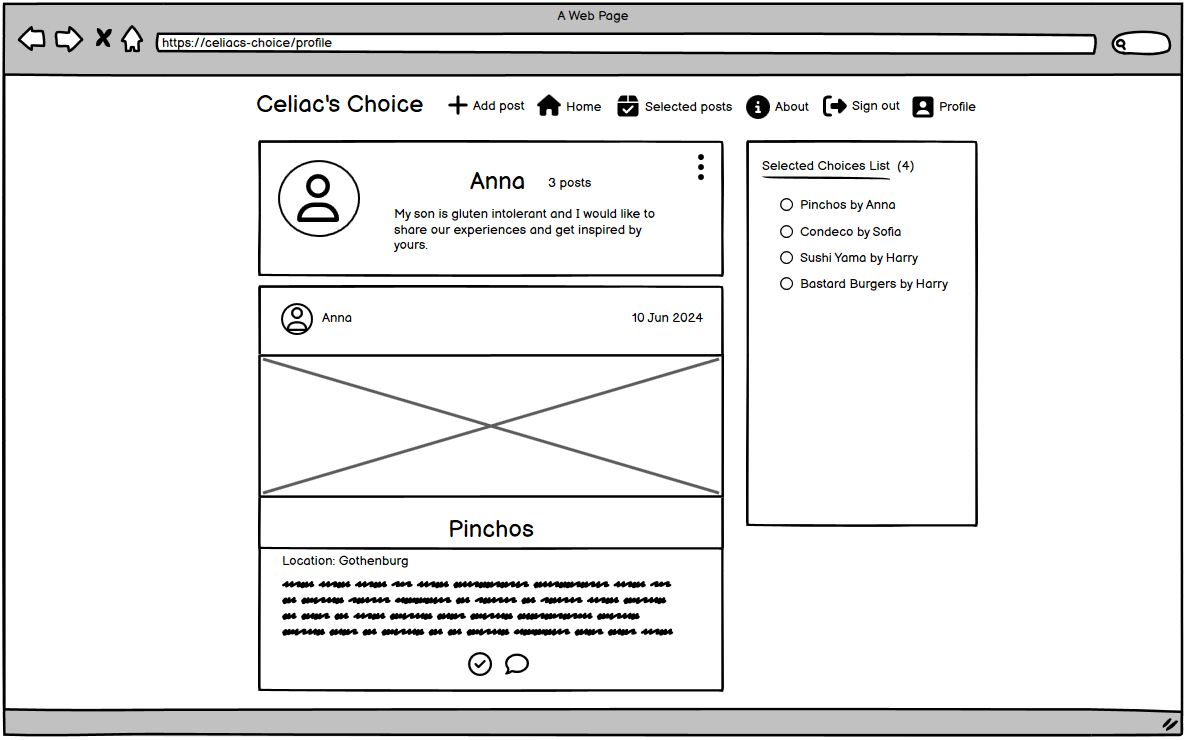 A Web Page
https://celiacs-choice/profile
Celiac's Choice
Add post
Home
Selected posts
About
Sign out
Profile
Anna
3 posts
My son is gluten intolerant and I would like to
share our experiences and get inspired by
yours.
Anna
10 Jun 2024
Pinchos
Location: Gothenburg
Selected Choices List (4)
Pinchos by Anna
Condeco by Sofia
Sushi Yama by Harry
Bastard Burgers by Harry